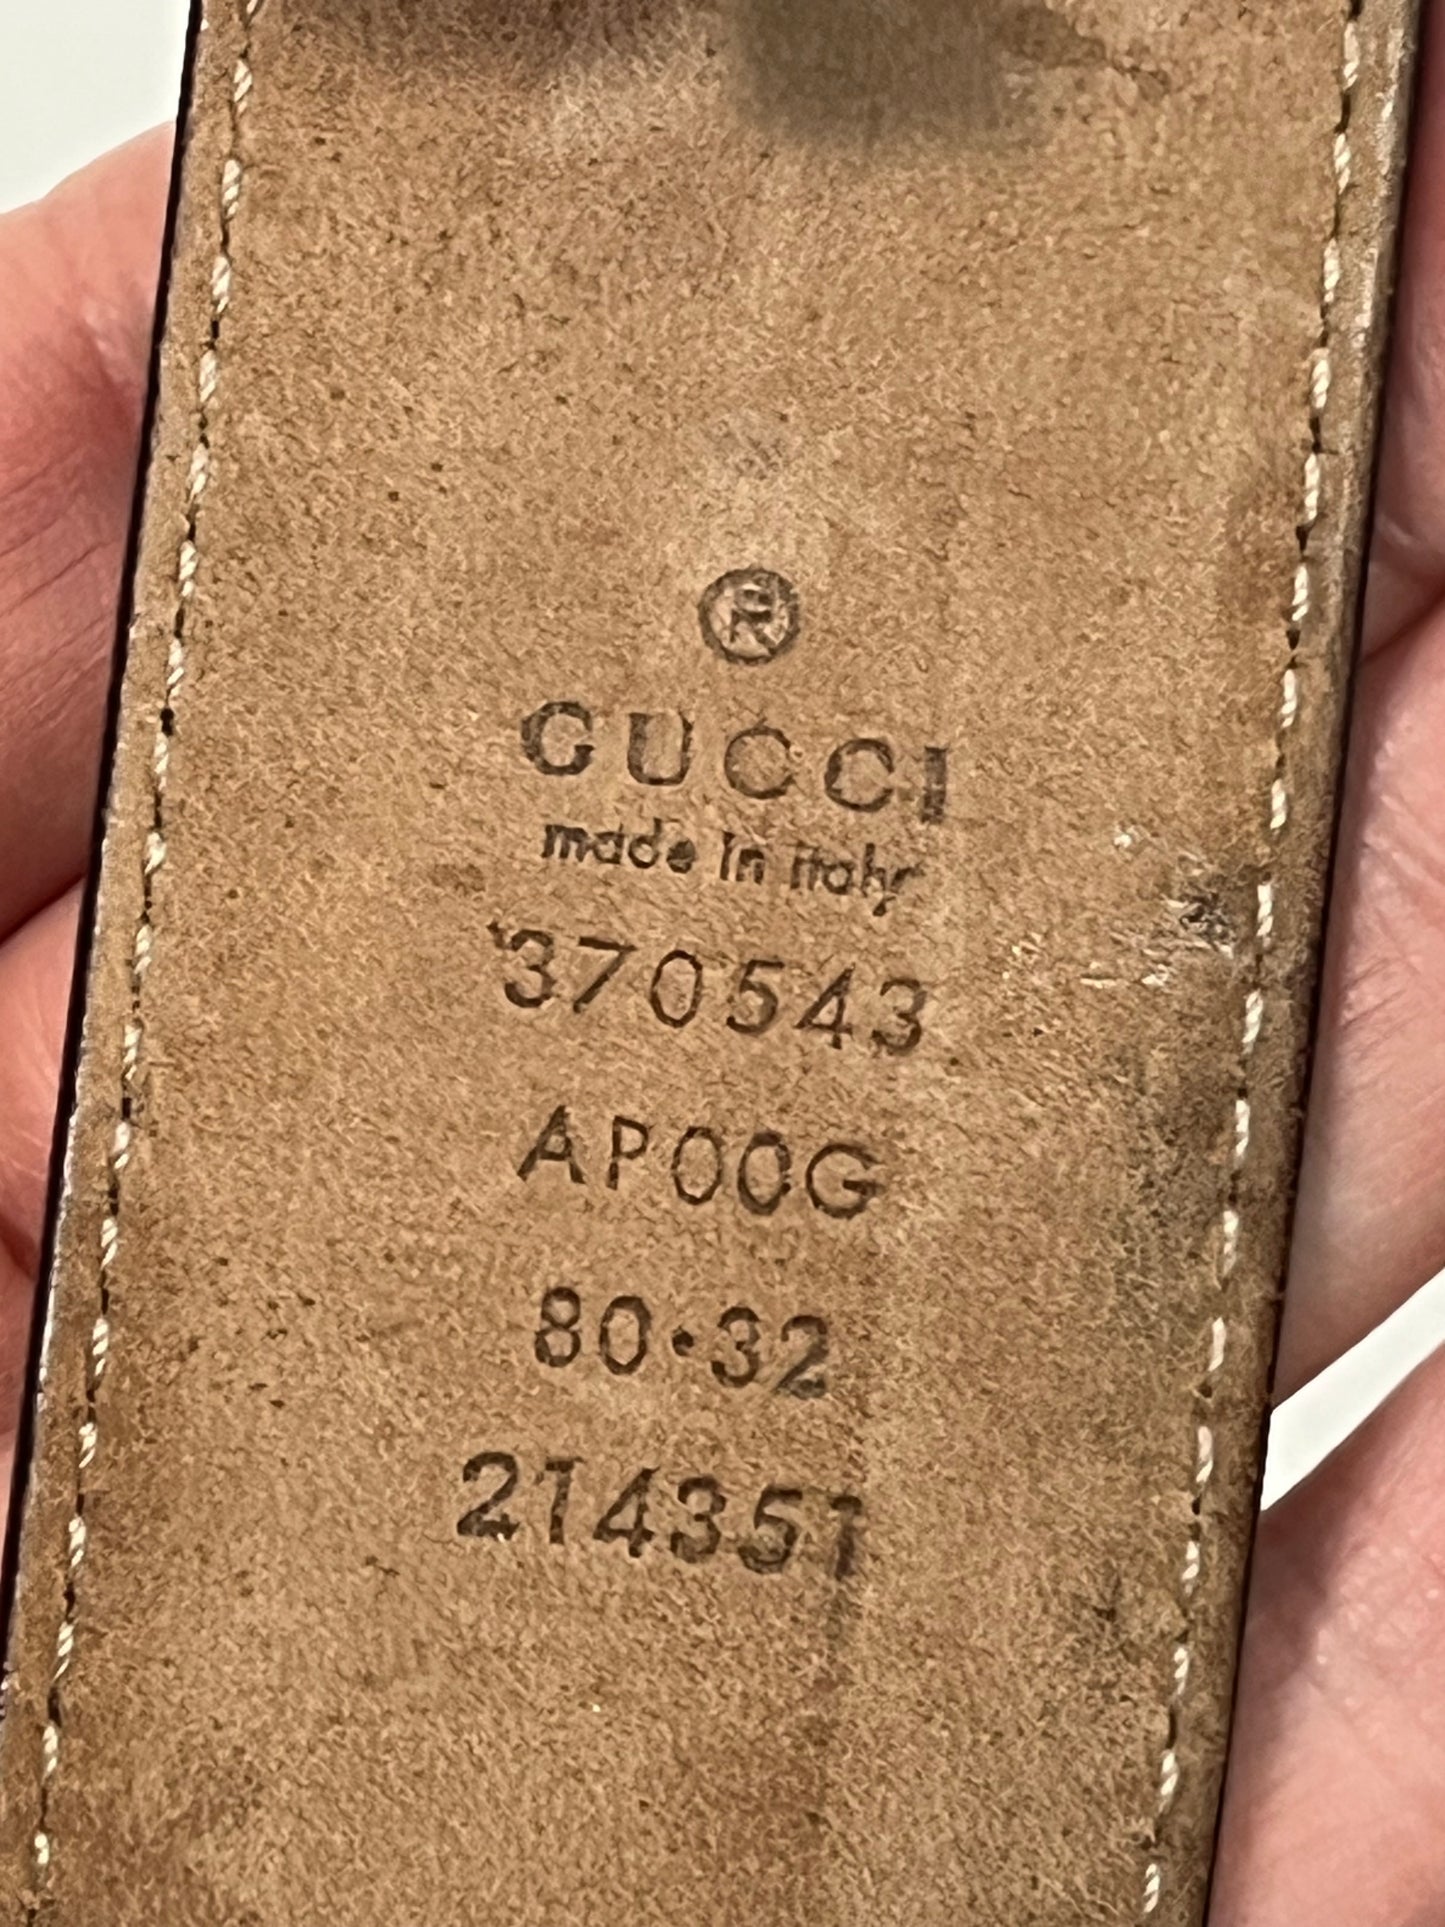 ®
GUCCI
made in italy
370543
AP00G
80·32
214351